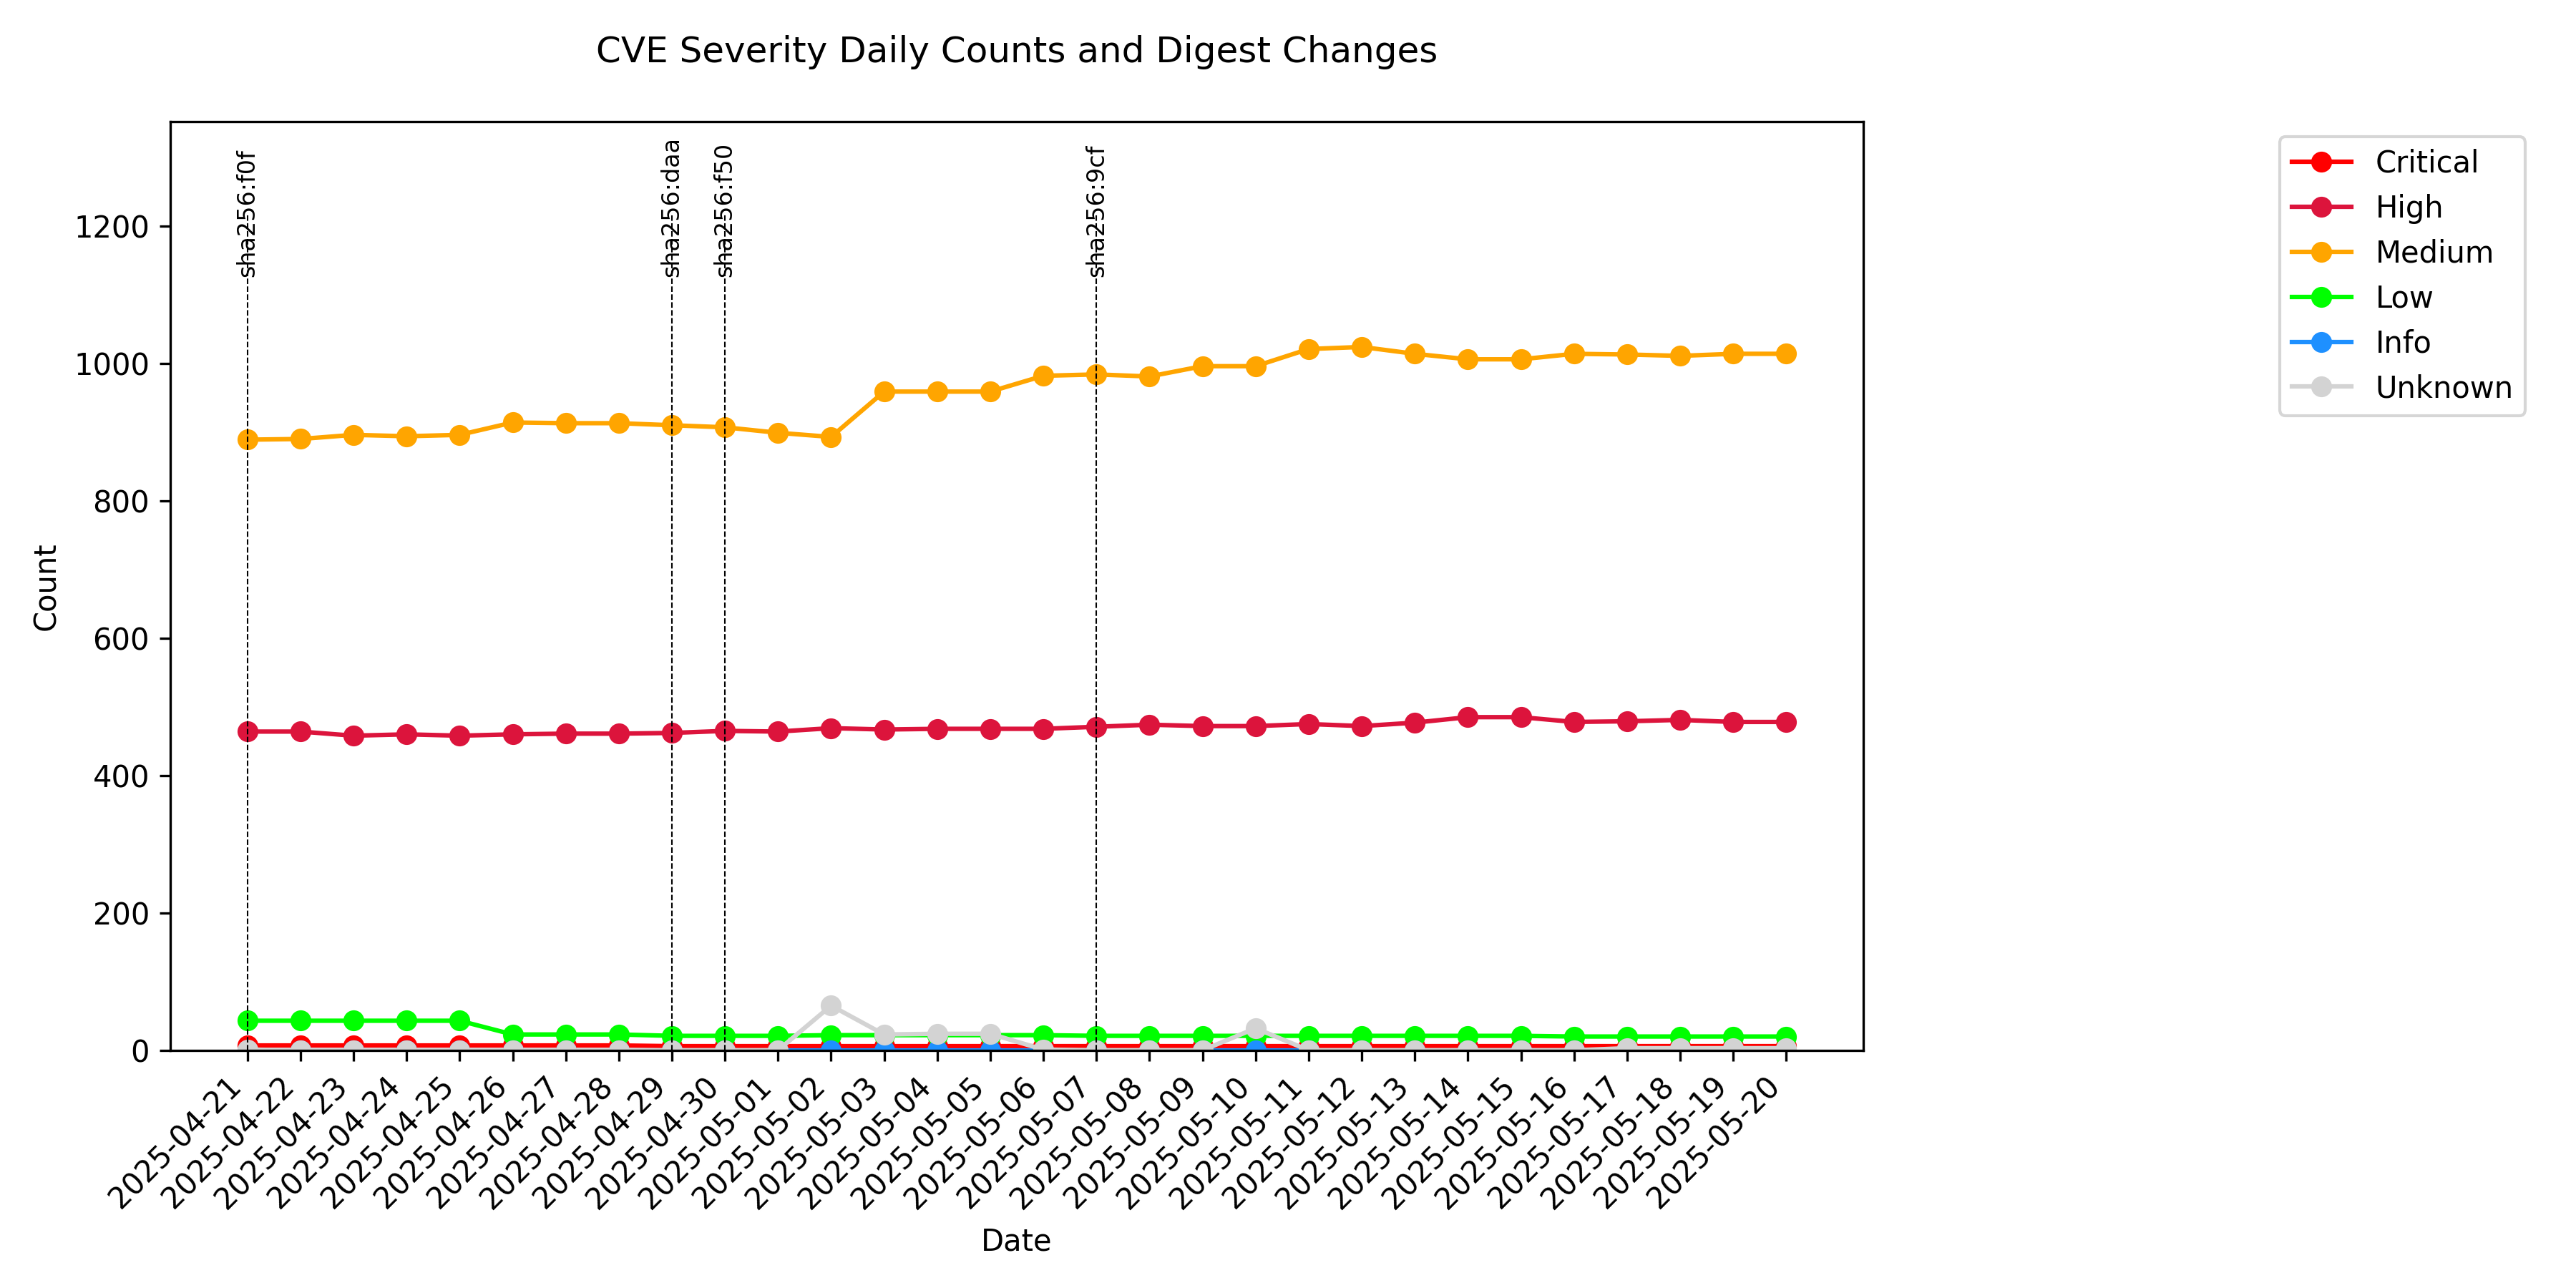 CVE Severity Daily Counts and Digest Changes
sha256:f0f
sha256:daa
sha256:f50
sha256:9cf
Critical
High
Medium
Low
Info
Unknown
Count
1200
1000
800
600
400
200
0
2025-04-21
2025-04-22
2025-04-23
2025-04-24
2025-04-25
2025-04-26
2025-04-27
2025-04-28
2025-04-29
2025-04-30
2025-05-01
2025-05-02
2025-05-03
2025-05-04
2025-05-05
2025-05-06
2025-05-07
2025-05-08
2025-05-09
2025-05-10
2025-05-11
2025-05-12
2025-05-13
2025-05-14
2025-05-15
2025-05-16
2025-05-17
2025-05-18
2025-05-19
2025-05-20
Date